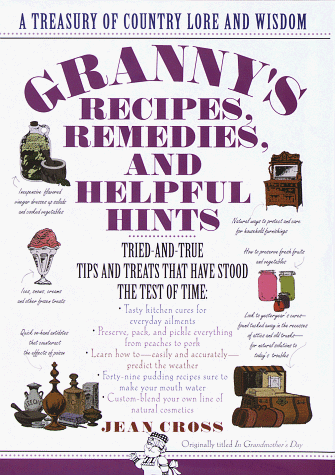 A TREASURY OF COUNTRY LORE AND WISDOM
GRANNY'S
RECIPES,
REMEDIES,
AND
HELPFUL
HINTS
TRIED-AND-TRUE
TIPS AND TREATS THAT HAVE STOOD
THE TEST OF TIME:
• Tasty kitchen cures for
everyday ailments
• Preserve, pack, and pickle everything
from peaches to pork
• Learn how to—easily and accurately—
predict the weather
• Forty-nine pudding recipes sure to
make your mouth water
• Custom-blend your own line of
natural cosmetics
Inexpensive flavored
vinegar dresses up salads
and cooked vegetables
Ices, creams
and other frozen treats
Quick on-hand antidotes
that counteract
the effects of poison
Natural ways to protect and care
for household furnishings
How to preserve fresh fruits
and vegetables
Look to yesteryear's cures—
found tucked away in the recesses
of attics and old trunks—
for natural solutions to
today's troubles
JEAN CROSS
Originally titled In Grandmother's Day